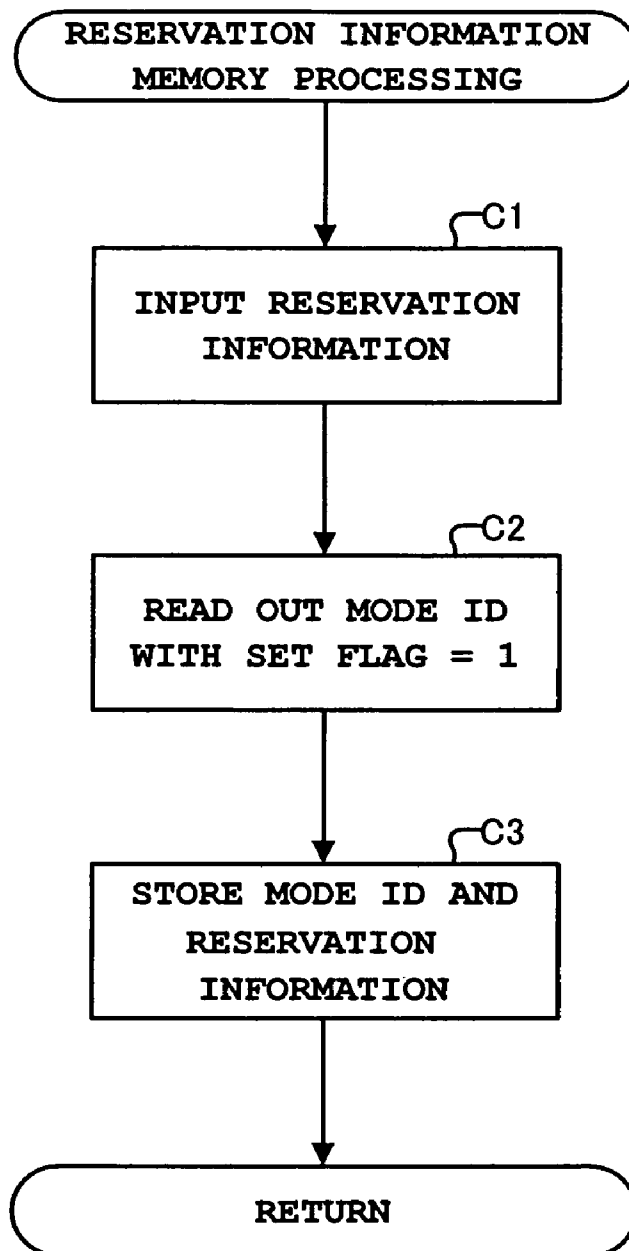 RESERVATION INFORMATION
MEMORY PROCESSING
C1
INPUT RESERVATION
INFORMATION
C2
READ OUT MODE ID
WITH SET FLAG = 1
C3
STORE MODE ID AND
RESERVATION
INFORMATION
RETURN